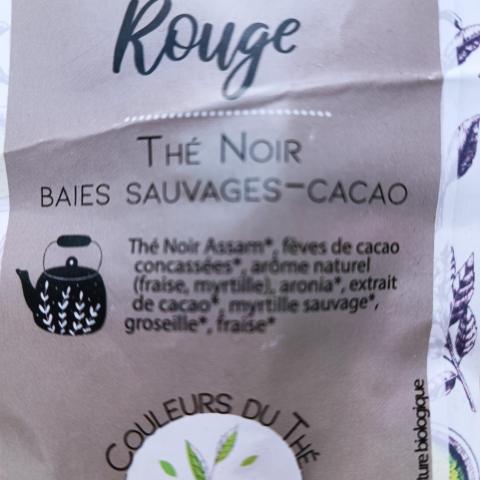 Rouge
THÉ NOIR
BAIES SAUVAGES-CACAO
Thé Noir Assam*, fèves de cacao
concassées*, arôme naturel
(fraise, myrtille), aronia*, extrait
de cacao*, myrtille sauvage*,
groseille*, fraise*
COULEURS DU THÉ
ture biologique